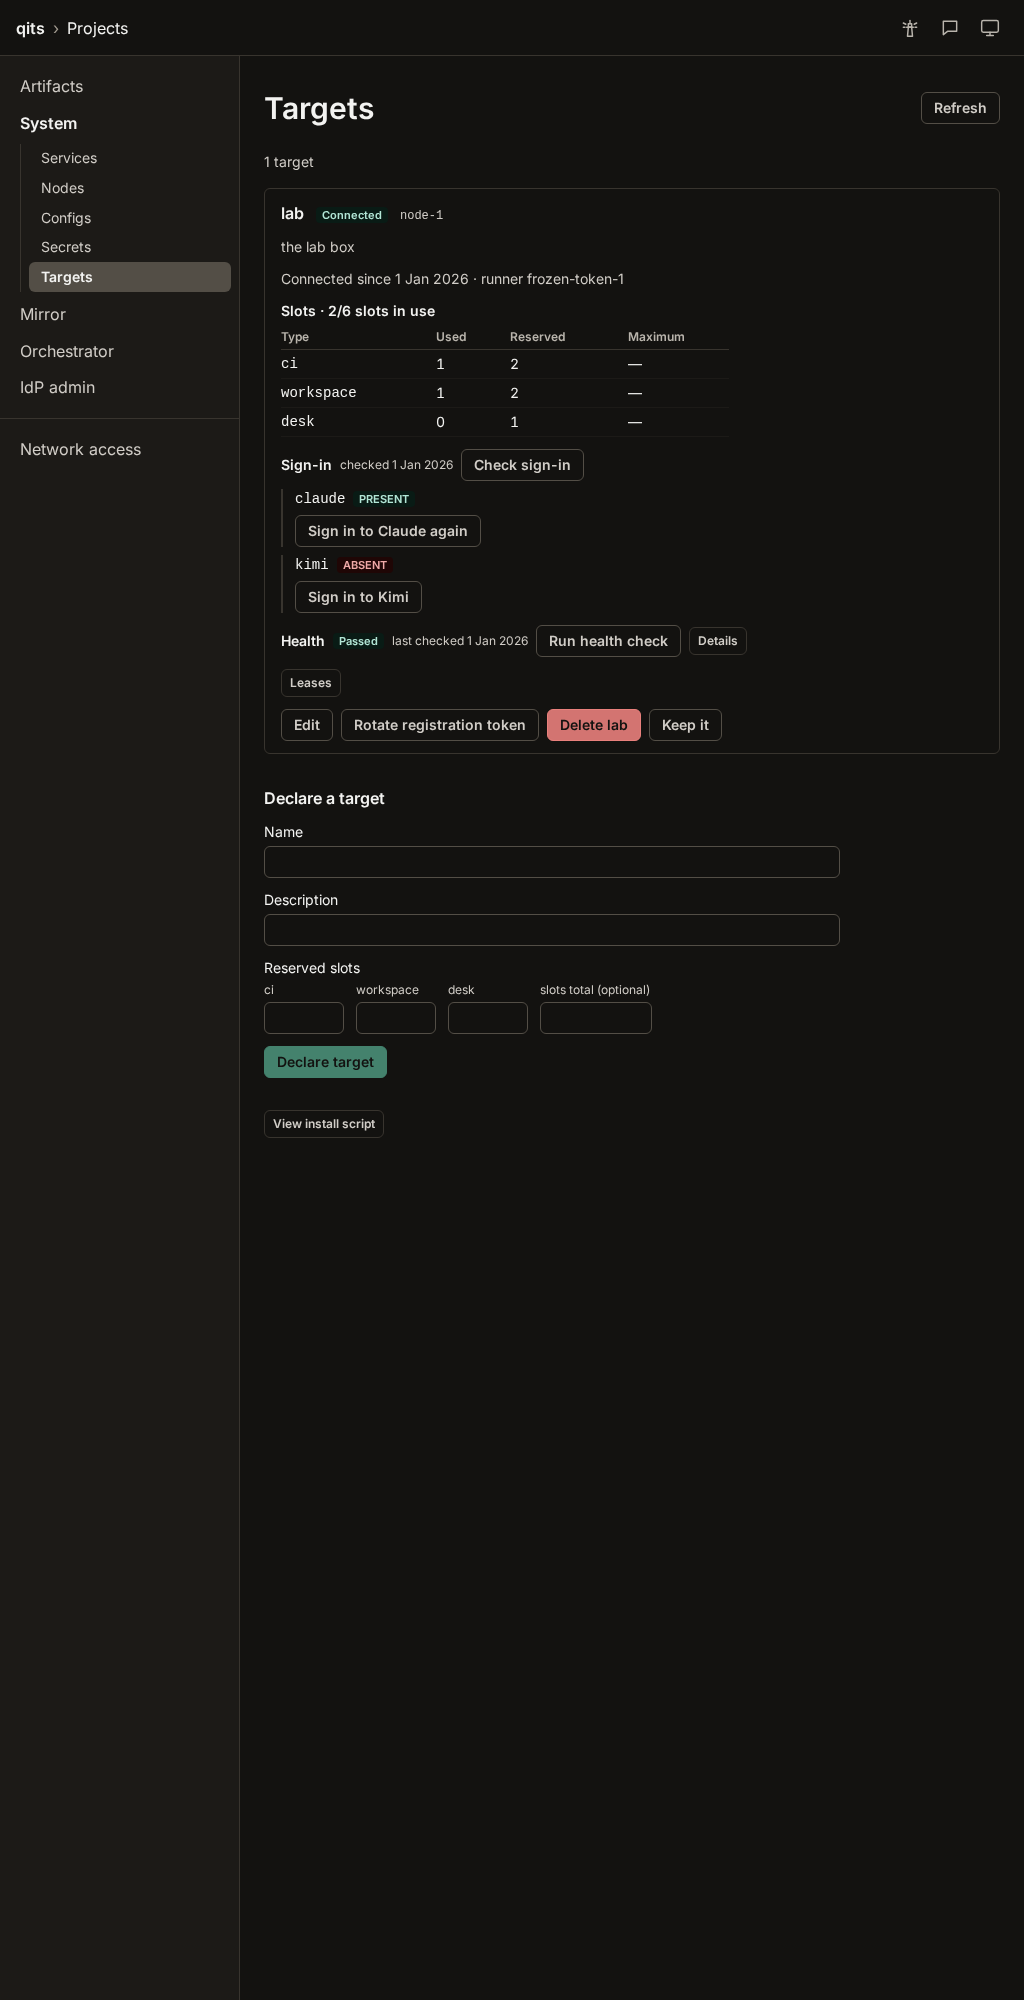 qits › Projects
Artifacts
System
Services
Nodes
Configs
Secrets
Targets
Mirror
Orchestrator
IdP admin
Network access
Targets
Refresh
1 target
lab Connected node-1
the lab box
Connected since 1 Jan 2026 · runner frozen-token-1
Slots · 2/6 slots in use
Type Used Reserved Maximum
ci 1 2 —
workspace 1 2 —
desk 0 1 —
Sign-in checked 1 Jan 2026 Check sign-in
claude PRESENT
Sign in to Claude again
kimi ABSENT
Sign in to Kimi
Health Passed last checked 1 Jan 2026 Run health check Details
Leases
Edit Rotate registration token Delete lab Keep it
Declare a target
Name
Description
Reserved slots
ci workspace desk slots total (optional)
Declare target
View install script